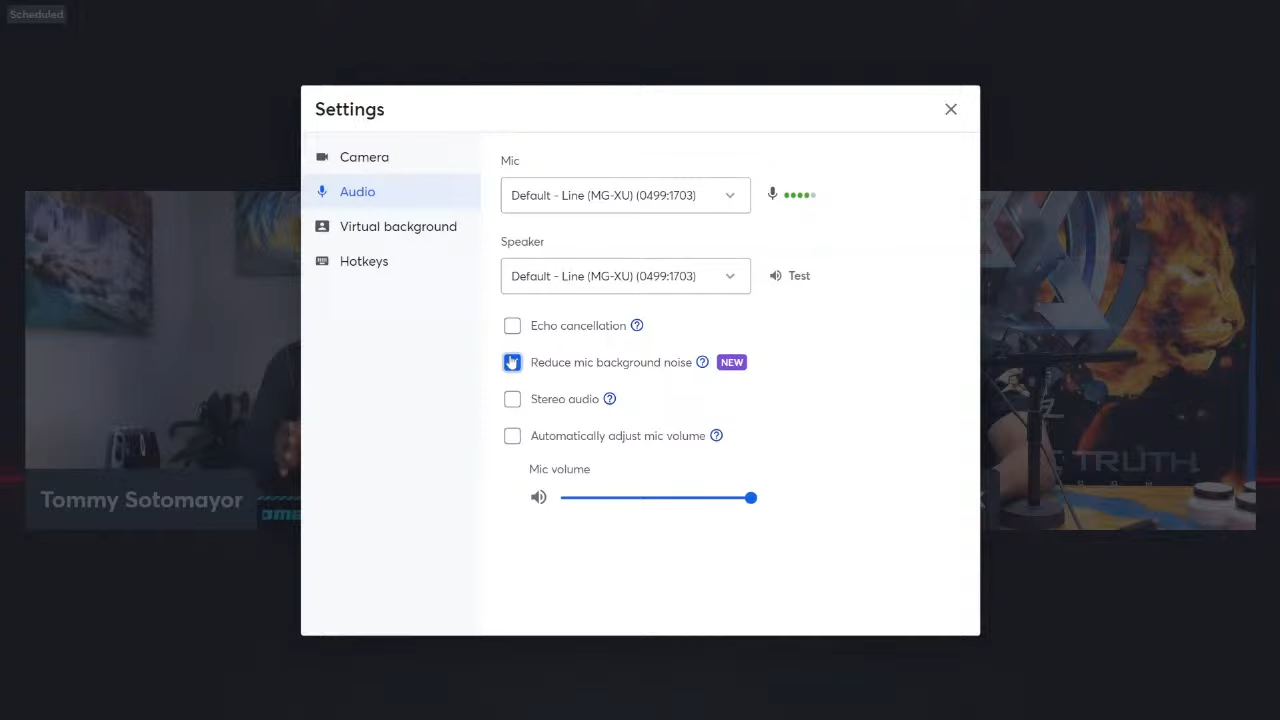 Scheduled
Settings
Camera
Audio
Virtual background
Hotkeys
Mic
Default - Line (MG-XU) (0499:1703)
Speaker
Default - Line (MG-XU) (0499:1703)
Test
Echo cancellation
Reduce mic background noise
NEW
Stereo audio
Automatically adjust mic volume
Mic volume
Tommy Sotomayor
TRUTH